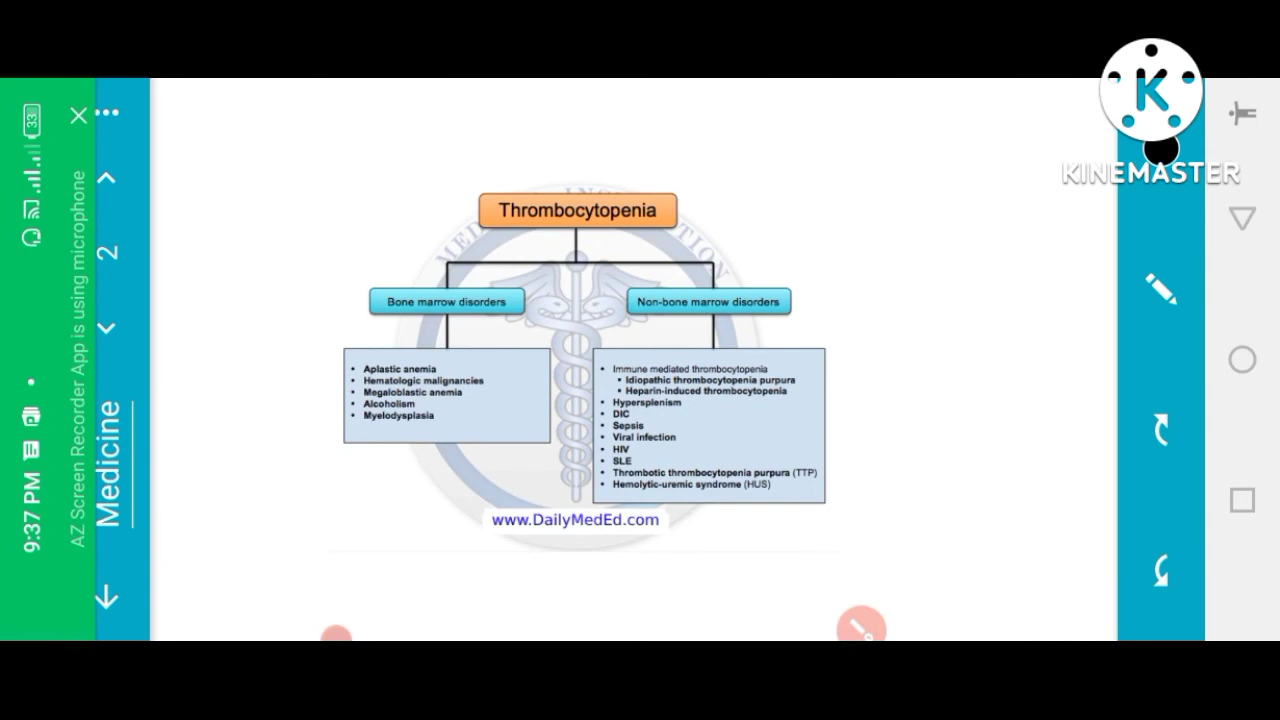 33
9:37 PM
AZ Screen Recorder App is using microphone
2
Medicine
K
KINEMASTER
Thrombocytopenia
Bone marrow disorders
Non-bone marrow disorders
• Aplastic anemia
• Hematologic malignancies
• Megaloblastic anemia
• Alcoholism
• Myelodysplasia
• Immune mediated thrombocytopenia
• Idiopathic thrombocytopenia purpura
• Heparin-induced thrombocytopenia
• Hypersplenism
• DIC
• Sepsis
• Viral infection
• HIV
• SLE
• Thrombotic thrombocytopenia purpura (TTP)
• Hemolytic-uremic syndrome (HUS)
www.DailyMedEd.com